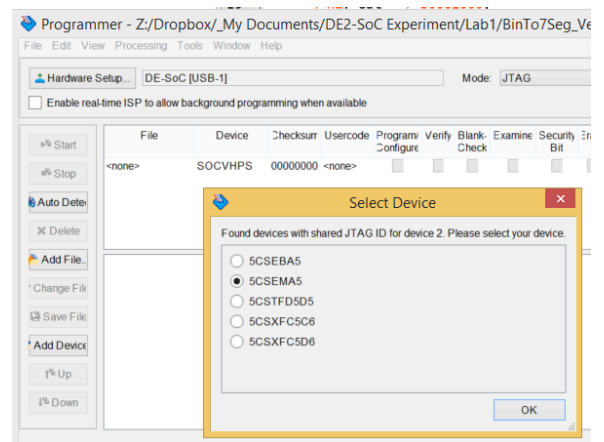 Programmer - Z:/Dropbox/_My Documents/DE2-SoC Experiment/Lab1/BinTo7Seg_Ve
File Edit View Processing Tools Window Help
Hardware Setup... DE-SoC [USB-1] Mode: JTAG
Enable real-time ISP to allow background programming when available
File Device Checksum Usercode Program/ Verify Blank- Examine Security
Configure Check Bit
Start
<none> SOCVHPS 00000000 <none>
Stop
Auto Detec
Delete
Add File..
Change File
Save File
Add Device
Up
Down
Select Device
Found devices with shared JTAG ID for device 2. Please select your device.
5CSEBA5
5CSEMA5
5CSTFD5D5
5CSXFC5C6
5CSXFC5D6
OK